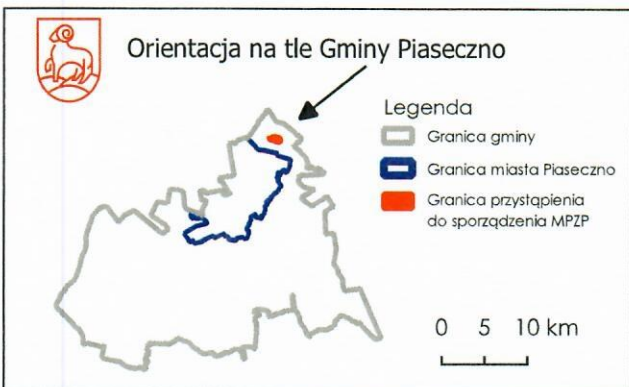 Orientacja na tle Gminy Piaseczno
Legenda
Granica gminy
Granica miasta Piaseczno
Granica przystąpienia
do sporządzenia MPZP
0 5 10 km